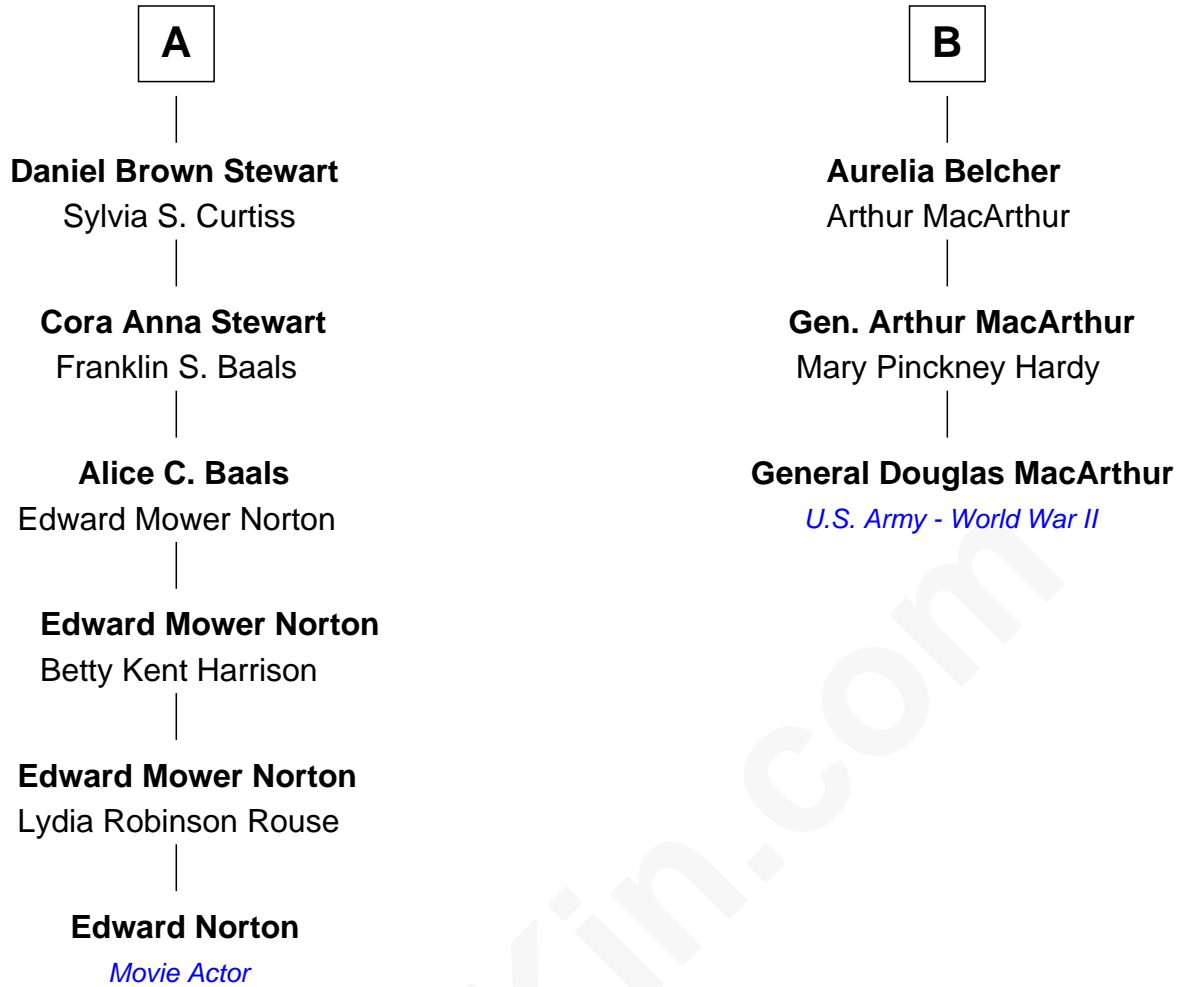 A
Daniel Brown Stewart
Sylvia S. Curtiss
Cora Anna Stewart
Franklin S. Baals
Alice C. Baals
Edward Mower Norton
Edward Mower Norton
Betty Kent Harrison
Edward Mower Norton
Lydia Robinson Rouse
Edward Norton
Movie Actor
B
Aurelia Belcher
Arthur MacArthur
Gen. Arthur MacArthur
Mary Pinckney Hardy
General Douglas MacArthur
U.S. Army - World War II